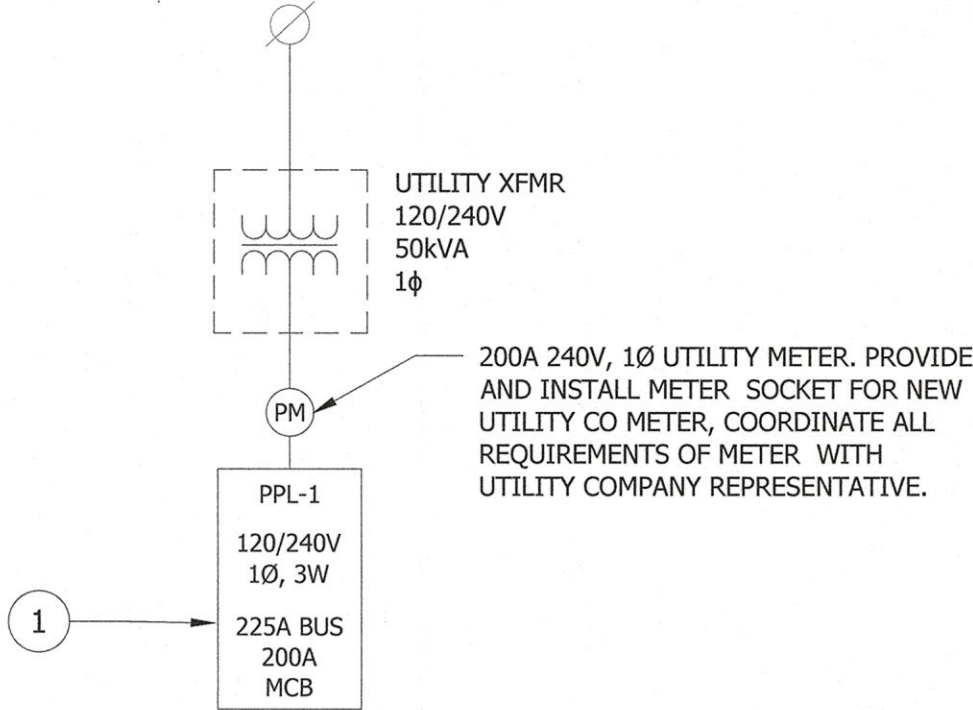 UTILITY XFMR
120/240V
50kVA
1ϕ
200A 240V, 1Ø UTILITY METER. PROVIDE
AND INSTALL METER SOCKET FOR NEW
UTILITY CO METER, COORDINATE ALL
REQUIREMENTS OF METER WITH
UTILITY COMPANY REPRESENTATIVE.
PM
PPL-1
120/240V
1Ø, 3W
225A BUS
200A
MCB
1